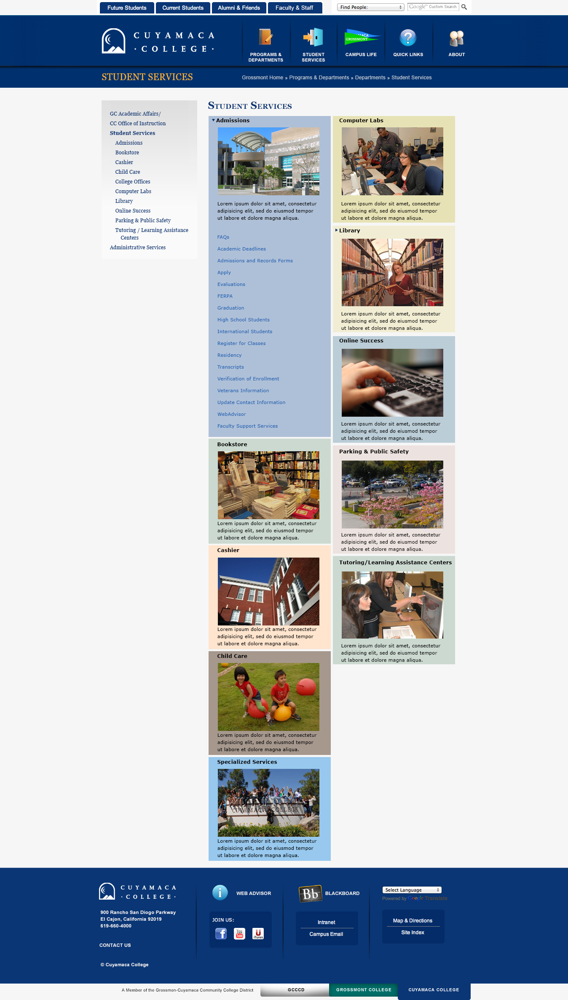 Future Students
Current Students
Alumni & Friends
Faculty & Staff
Find People:
Google™ Custom Search
CUYAMACA
· COLLEGE ·
PROGRAMS &
DEPARTMENTS
STUDENT
SERVICES
GROSSMONT
CAMPUS LIFE
QUICK LINKS
ABOUT
STUDENT SERVICES
Grossmont Home » Programs & Departments » Departments » Student Services
GC Academic Affairs/
CC Office of Instruction
Student Services
Admissions
Bookstore
Cashier
Child Care
College Offices
Computer Labs
Library
Online Success
Parking & Public Safety
Tutoring / Learning Assistance
Centers
Administrative Services
Student Services
Admissions
Lorem ipsum dolor sit amet, consectetur
adipisicing elit, sed do eiusmod tempor
ut labore et dolore magna aliqua.
FAQs
Academic Deadlines
Admissions and Records Forms
Apply
Evaluations
FERPA
Graduation
High School Students
International Students
Register for Classes
Residency
Transcripts
Verification of Enrollment
Veterans Information
Update Contact Information
WebAdvisor
Faculty Support Services
Bookstore
Lorem ipsum dolor sit amet, consectetur
adipisicing elit, sed do eiusmod tempor
ut labore et dolore magna aliqua.
Cashier
Lorem ipsum dolor sit amet, consectetur
adipisicing elit, sed do eiusmod tempor
ut labore et dolore magna aliqua.
Child Care
Lorem ipsum dolor sit amet, consectetur
adipisicing elit, sed do eiusmod tempor
ut labore et dolore magna aliqua.
Specialized Services
CUYAMACA COLLEGE
Lorem ipsum dolor sit amet, consectetur
adipisicing elit, sed do eiusmod tempor
ut labore et dolore magna aliqua.
Computer Labs
Lorem ipsum dolor sit amet, consectetur
adipisicing elit, sed do eiusmod tempor
ut labore et dolore magna aliqua.
Library
Lorem ipsum dolor sit amet, consectetur
adipisicing elit, sed do eiusmod tempor
ut labore et dolore magna aliqua.
Online Success
Lorem ipsum dolor sit amet, consectetur
adipisicing elit, sed do eiusmod tempor
ut labore et dolore magna aliqua.
Parking & Public Safety
Lorem ipsum dolor sit amet, consectetur
adipisicing elit, sed do eiusmod tempor
ut labore et dolore magna aliqua.
Tutoring/Learning Assistance Centers
Lorem ipsum dolor sit amet, consectetur
adipisicing elit, sed do eiusmod tempor
ut labore et dolore magna aliqua.
CUYAMACA
· COLLEGE ·
900 Rancho San Diogo Parkway
El Cajon, California 92019
619-660-4000
CONTACT US
© Cuyamaca College
WEB ADVISOR
JOIN US:
You Tube
iTunes
Bb
BLACKBOARD
Intranet
Campus Email
Select Language
Powered by Google Translate
Map & Directions
Site Index
A Member of the Grossmon-Cuyamaca Community College District
GCCCD
GROSSMONT COLLEGE
CUYAMACA COLLEGE